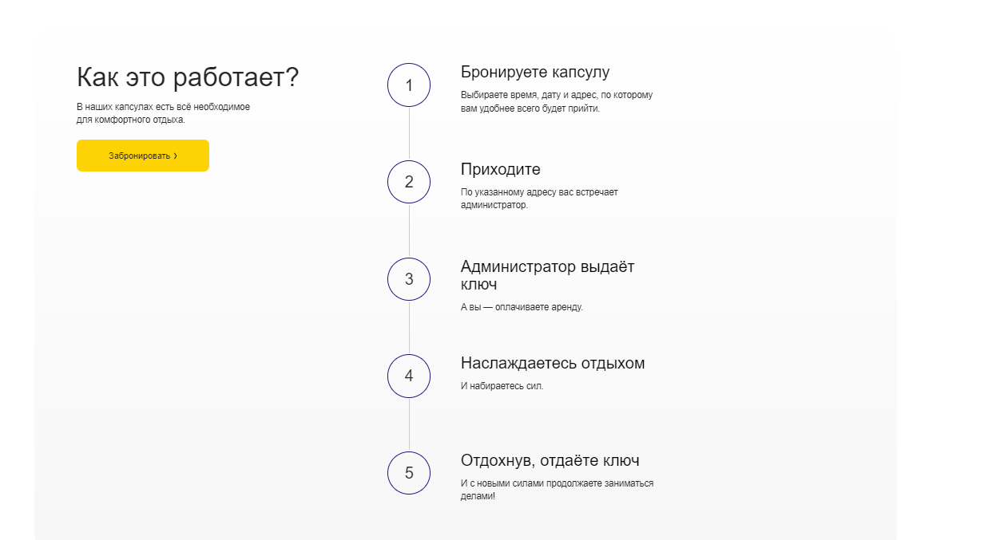 Как это работает?
В наших капсулах есть всё необходимое
для комфортного отдыха.
Забронировать ›
1
Бронируете капсулу
Выбираете время, дату и адрес, по которому
вам удобнее всего будет прийти.
2
Приходите
По указанному адресу вас встречает
администратор.
3
Администратор выдаёт
ключ
А вы — оплачиваете аренду.
4
Наслаждаетесь отдыхом
И набираетесь сил.
5
Отдохнув, отдаёте ключ
И с новыми силами продолжаете заниматься
делами!